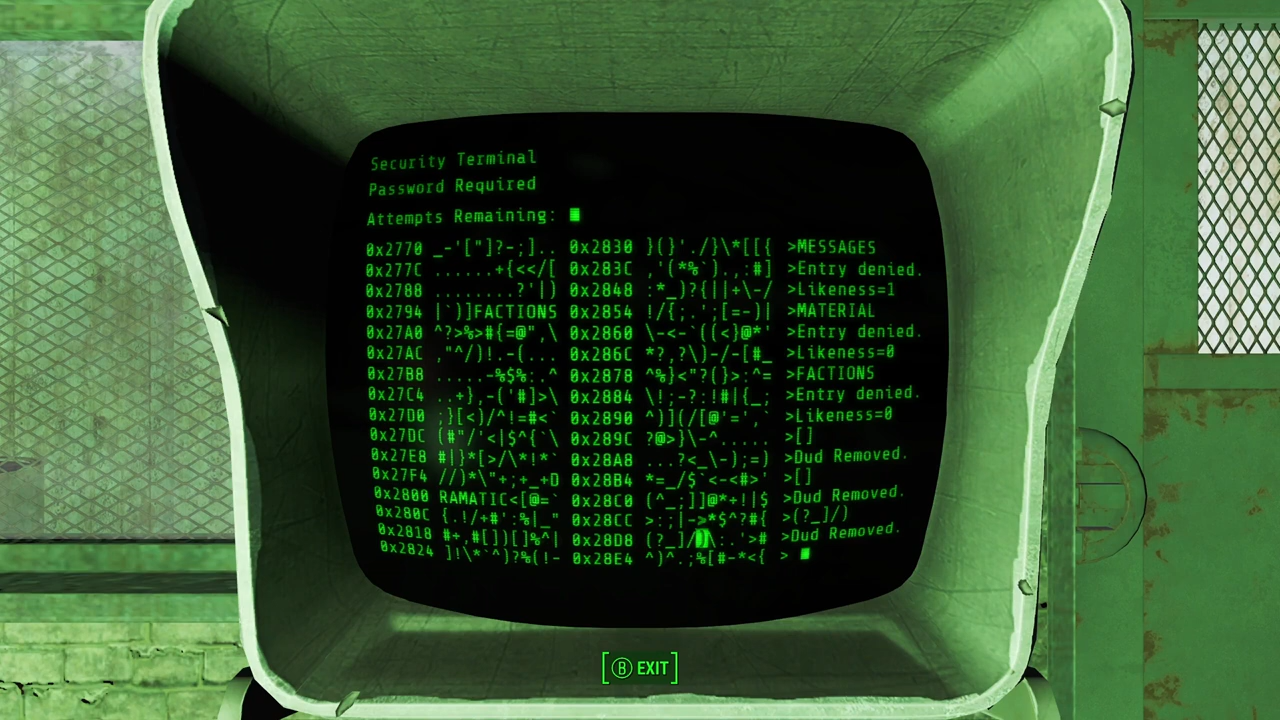 Security Terminal
Password Required
Attempts Remaining: ■
0x2770 _-'["]?-;].. 0x2830 }(}'./}\*[[{ >MESSAGES
0x277C ......+{<</[ 0x283C ,'(*%`).,:#] >Entry denied.
0x2788 ........?'|) 0x2848 :*_)?{||+\-/ >Likeness=1
0x2794 |`)]FACTIONS 0x2854 !/{;.';[=-)| >MATERIAL
0x27A0 ^?>%>#{=@",\ 0x2860 \-<-`((<}@*' >Entry denied.
0x27AC ,"^/)!.-(... 0x286C *?,?\)-/-[#_ >Likeness=0
0x27B8 .....-%$%:.^ 0x2878 ^%}<"?(}>:^= >FACTIONS
0x27C4 ..+},-('#]>\ 0x2884 \!;-?:!#|{_; >Entry denied.
0x27D0 ;}[<)/^!=#<` 0x2890 ^)](/[@'=',` >Likeness=0
0x27DC (#"/'<|$^{`\ 0x289C ?@>}\-^..... >[]
0x27E8 #|}*[>/\*!*` 0x28A8 ...?<_\-);=) >Dud Removed.
0x27F4 //)*\"+;+_+D 0x28B4 *=_/$`<-<#>' >[]
0x2800 RAMATIC<[@=` 0x28C0 (^_;]]@*+!|$ >Dud Removed.
0x280C {.!/+#':%|_" 0x28CC >:;|->*$^?#{ >(?_]/)
0x2818 #+,#[])[]%^| 0x28D8 (?_]/)\:.'># >Dud Removed.
0x2824 ]!\*`^)?%(!- 0x28E4 ^)^.;%[#-*<{ > ■
[Ⓑ EXIT]